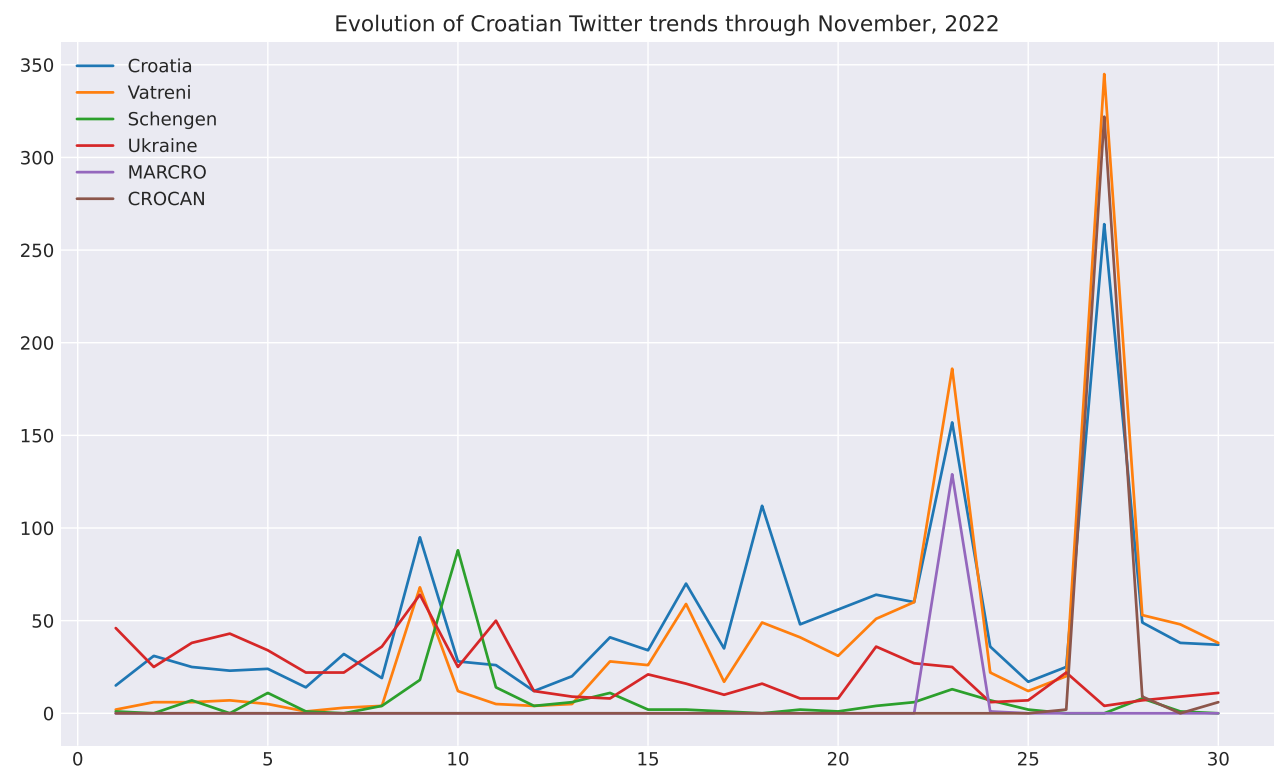 Evolution of Croatian Twitter trends through November, 2022
350
300
250
200
150
100
50
0
Croatia
Vatreni
Schengen
Ukraine
MARCRO
CROCAN
0 5 10 15 20 25 30